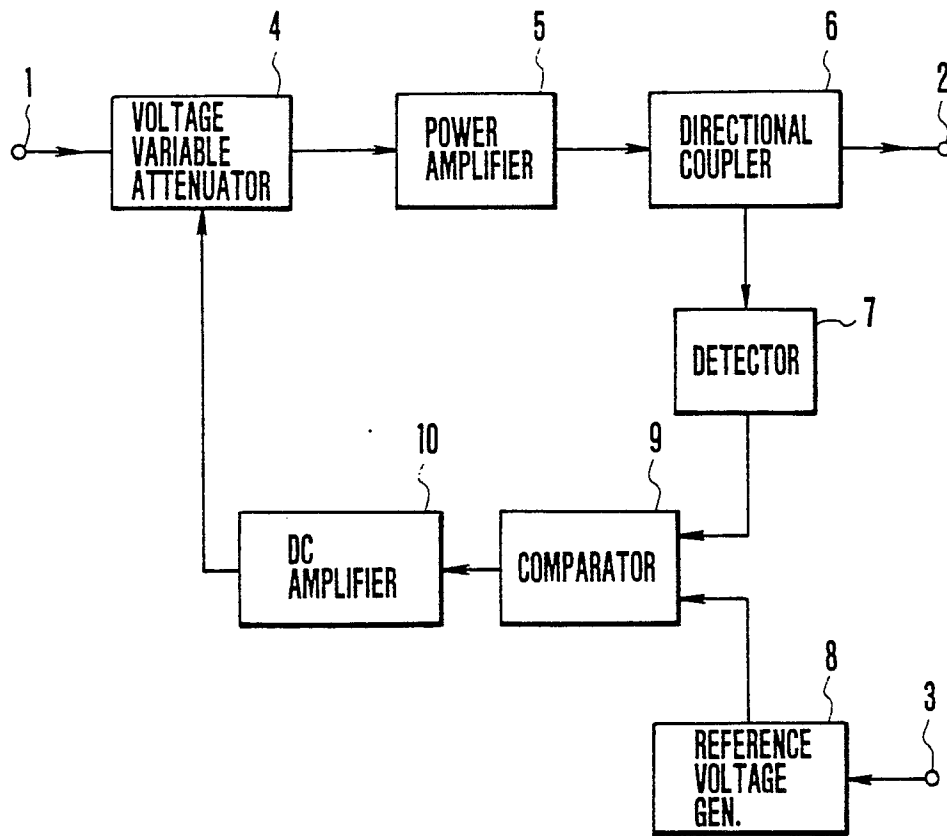 1
4
5
6
2
VOLTAGE
VARIABLE
ATTENUATOR
POWER
AMPLIFIER
DIRECTIONAL
COUPLER
7
DETECTOR
10
9
DC
AMPLIFIER
COMPARATOR
8
3
REFERENCE
VOLTAGE
GEN.